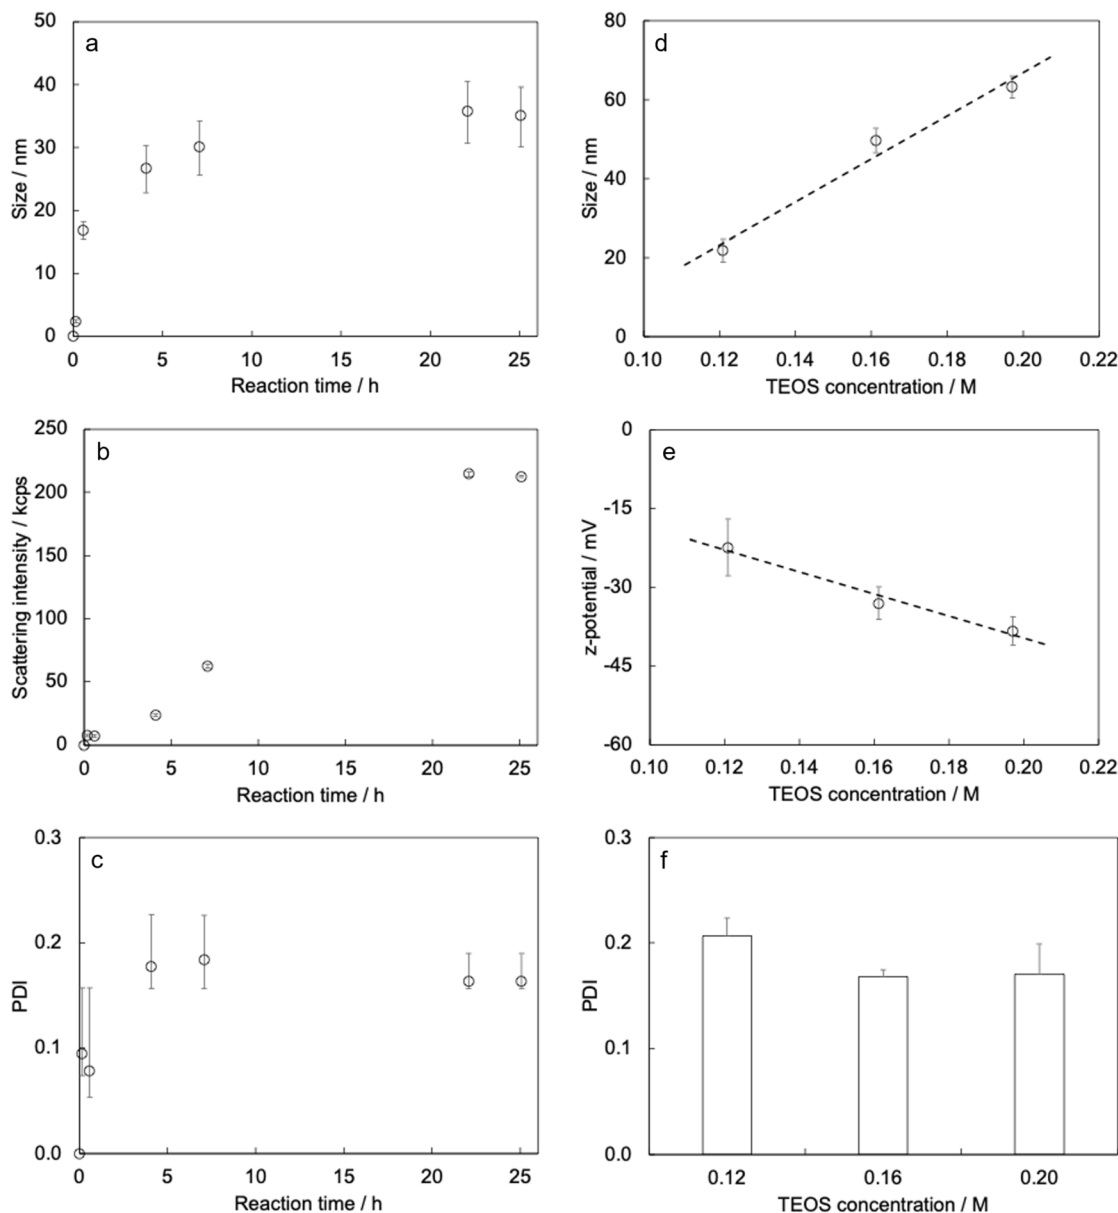 a
50
40
30
20
10
0
Size / nm
0 5 10 15 20 25
Reaction time / h
d
80
60
40
20
0
Size / nm
0.10 0.12 0.14 0.16 0.18 0.20 0.22
TEOS concentration / M
b
250
200
150
100
50
0
Scattering intensity / kcps
0 5 10 15 20 25
Reaction time / h
e
0
-15
-30
-45
-60
z-potential / mV
0.10 0.12 0.14 0.16 0.18 0.20 0.22
TEOS concentration / M
c
0.3
0.2
0.1
0.0
PDI
0 5 10 15 20 25
Reaction time / h
f
0.3
0.2
0.1
0.0
PDI
0.12 0.16 0.20
TEOS concentration / M